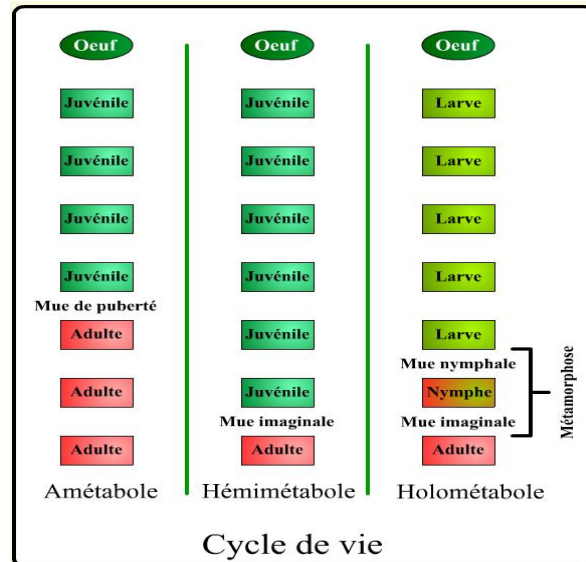 Oeuf
Juvénile
Juvénile
Juvénile
Juvénile
Mue de puberté
Adulte
Adulte
Adulte
Amétabole
Oeuf
Juvénile
Juvénile
Juvénile
Juvénile
Juvénile
Juvénile
Mue imaginale
Adulte
Hémimétabole
Oeuf
Larve
Larve
Larve
Larve
Larve
Mue nymphale
Nymphe
Mue imaginale
Adulte
Holométabole
Métamorphose
Cycle de vie